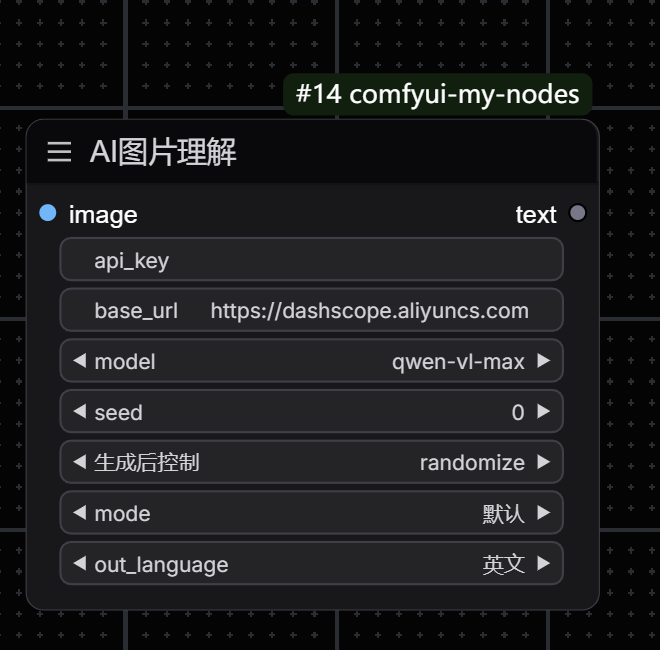 #14 comfyui-my-nodes
AI图片理解
image text
api_key
base_url https://dashscope.aliyuncs.com
model qwen-vl-max
seed 0
生成后控制 randomize
mode 默认
out_language 英文